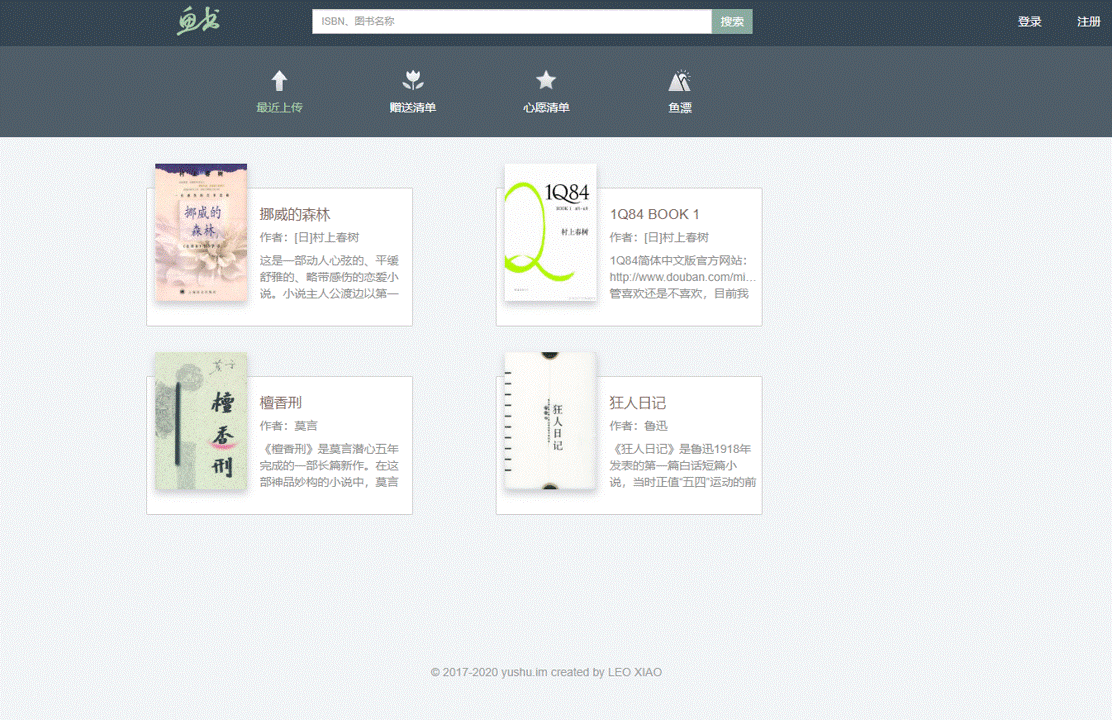 鱼书
ISBN、图书名称
搜索
登录
注册
最近上传
赠送清单
心愿清单
鱼漂
挪威的
森林
挪威的森林
作者：[日]村上春树
这是一部动人心弦的、平缓
舒雅的、略带感伤的恋爱小
说。小说主人公渡边以第一
1Q84
BOOK 1
村上春树
1Q84 BOOK 1
作者：[日]村上春树
1Q84简体中文版官方网站：
http://www.douban.com/mi...
管喜欢还是不喜欢，目前我
檀
香
刑
檀香刑
作者：莫言
《檀香刑》是莫言潜心五年
完成的一部长篇新作。在这
部神品妙构的小说中，莫言
狂
人
日
记
狂人日记
作者：鲁迅
《狂人日记》是鲁迅1918年
发表的第一篇白话短篇小
说，当时正值“五四”运动的前
© 2017-2020 yushu.im created by LEO XIAO